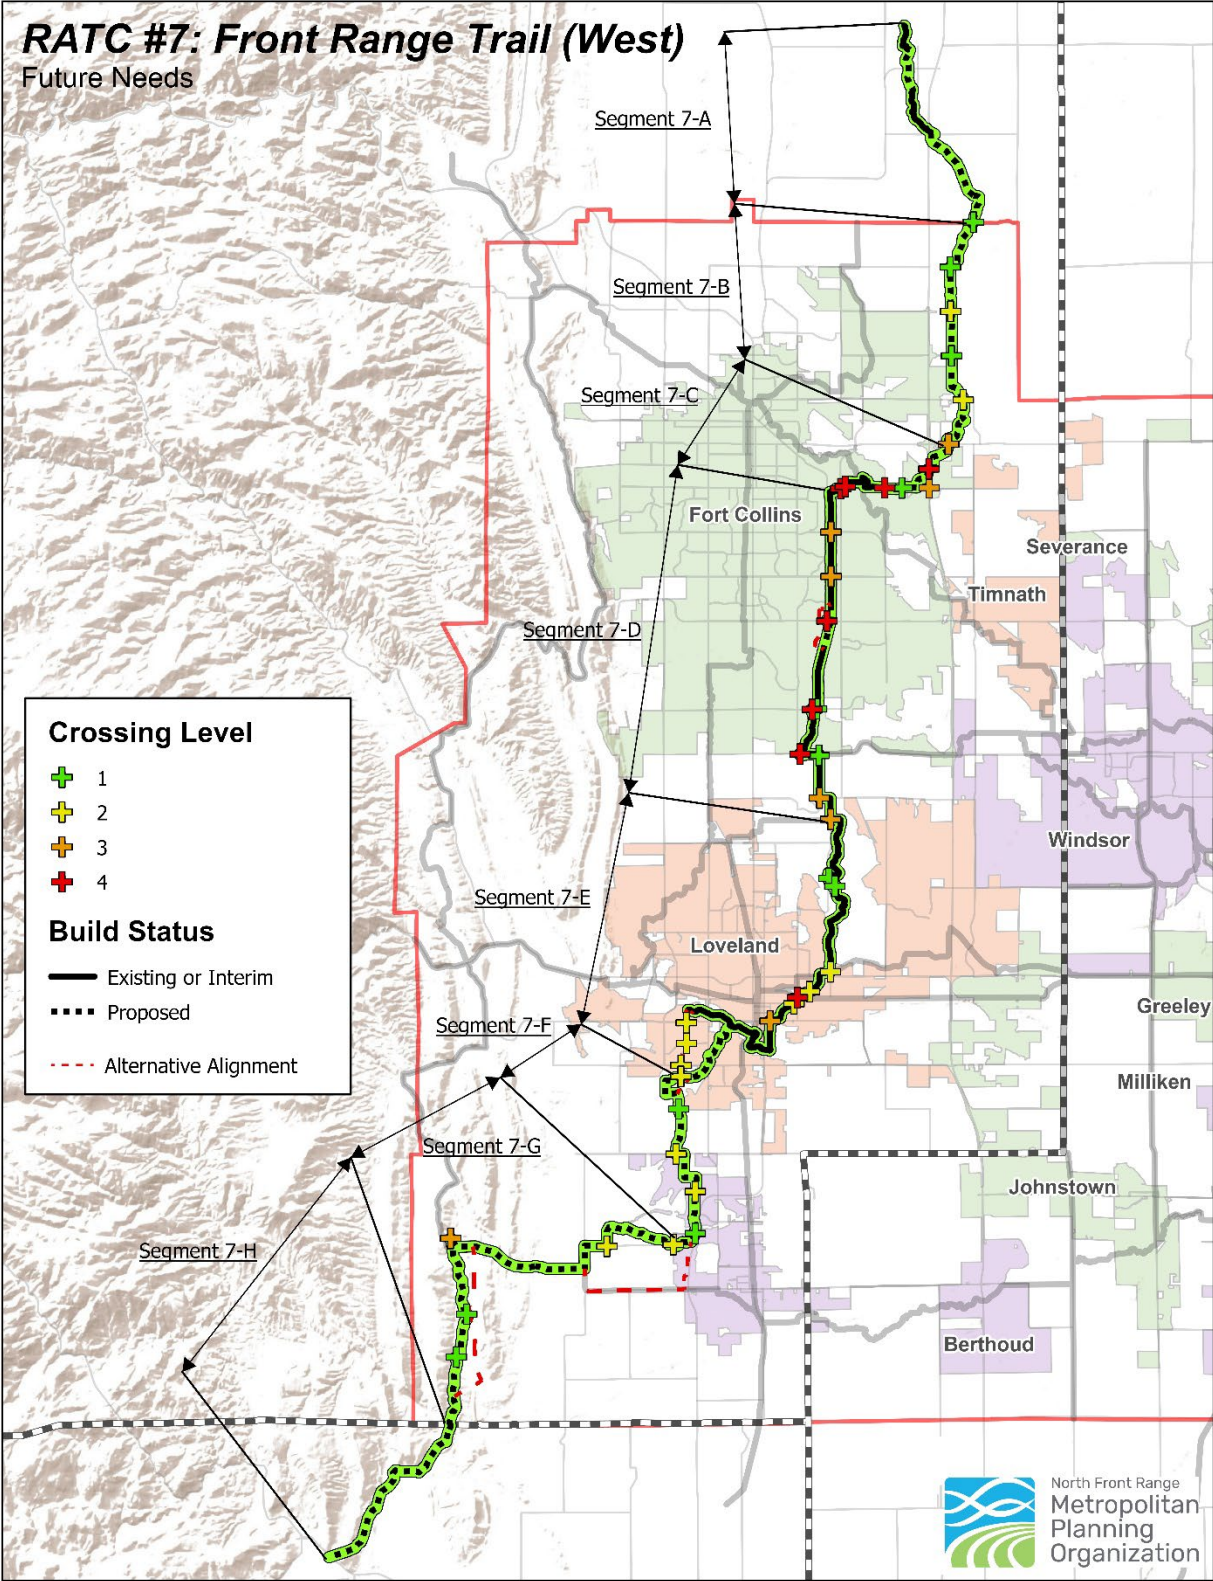 RATC #7: Front Range Trail (West)
Future Needs
Segment 7-A
Segment 7-B
Segment 7-C
Fort Collins
Severance
Timnath
Segment 7-D
Crossing Level
1
2
3
4
Build Status
Existing or Interim
Proposed
Alternative Alignment
Windsor
Segment 7-E
Loveland
Greeley
Segment 7-F
Milliken
Segment 7-G
Johnstown
Segment 7-H
Berthoud
North Front Range
Metropolitan
Planning
Organization